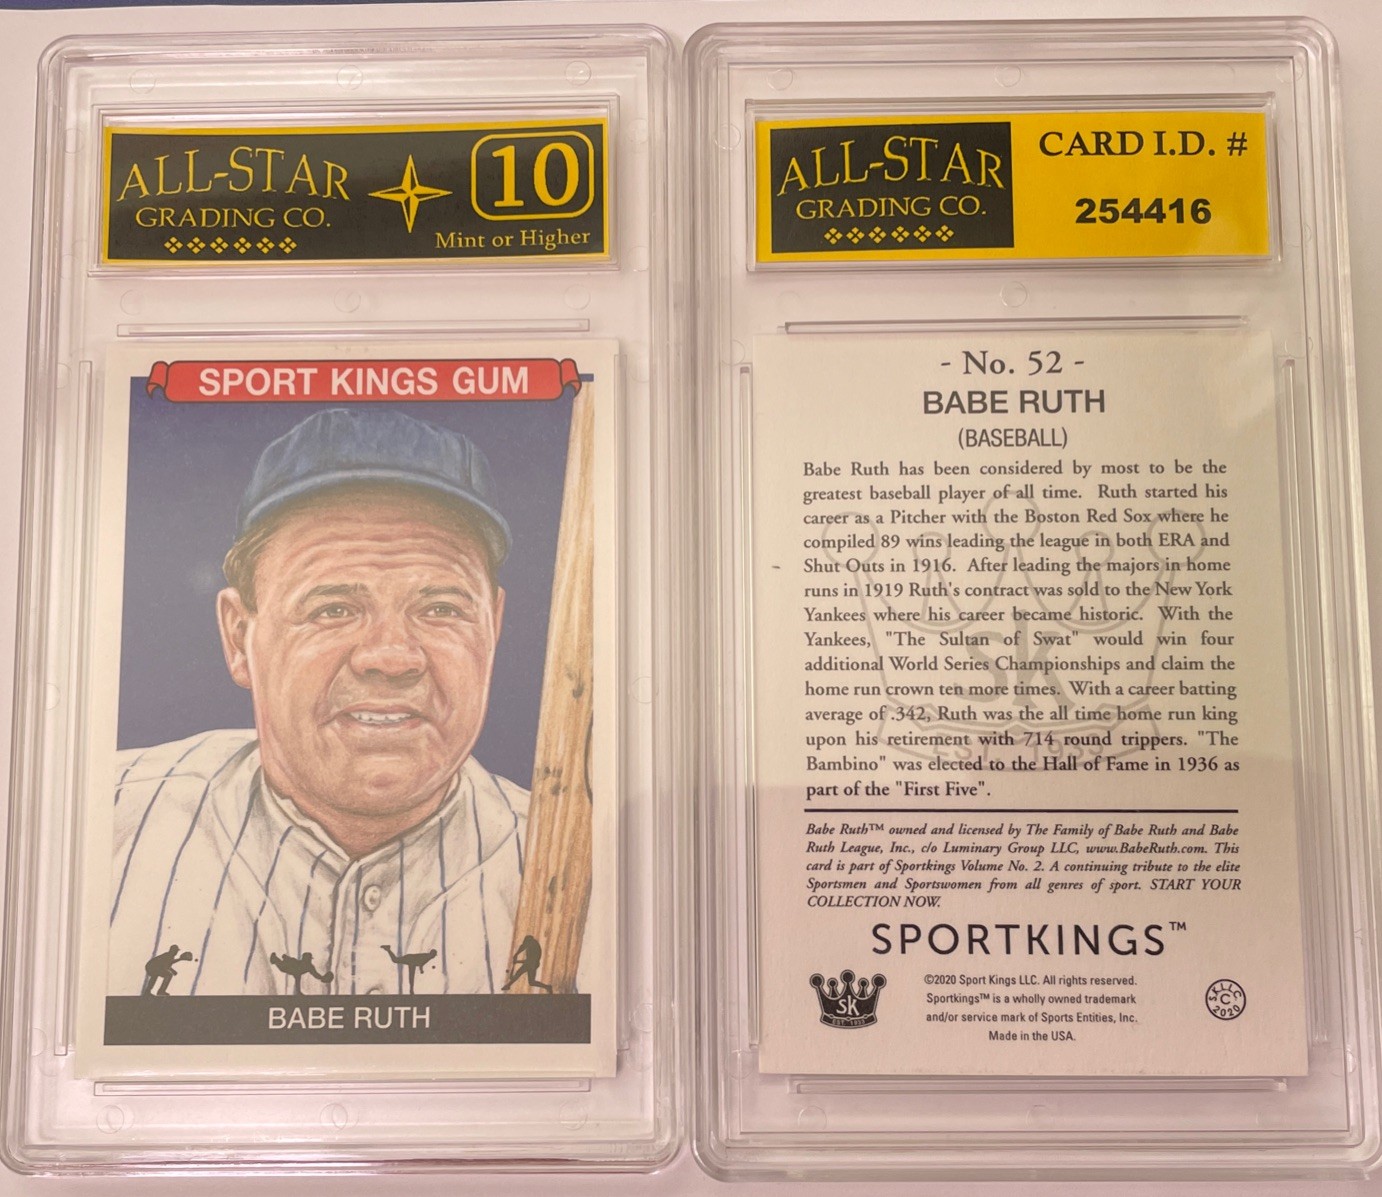 ALL-STAR
GRADING CO.
10
Mint or Higher
SPORT KINGS GUM
BABE RUTH
ALL-STAR
GRADING CO.
CARD I.D. #
254416
- No. 52 -
BABE RUTH
(BASEBALL)
Babe Ruth has been considered by most to be the
greatest baseball player of all time. Ruth started his
career as a Pitcher with the Boston Red Sox where he
compiled 89 wins leading the league in both ERA and
Shut Outs in 1916. After leading the majors in home
runs in 1919 Ruth's contract was sold to the New York
Yankees where his career became historic. With the
Yankees, "The Sultan of Swat" would win four
additional World Series Championships and claim the
home run crown ten more times. With a career batting
average of .342, Ruth was the all time home run king
upon his retirement with 714 round trippers. "The
Bambino" was elected to the Hall of Fame in 1936 as
part of the "First Five".
SK
EST. 1933
Babe Ruth™ owned and licensed by The Family of Babe Ruth and Babe
Ruth League, Inc., c/o Luminary Group LLC, www.BabeRuth.com. This
card is part of Sportkings Volume No. 2. A continuing tribute to the elite
Sportsmen and Sportswomen from all genres of sport. START YOUR
COLLECTION NOW.
SPORTKINGS™
SK
EST. 1933
©2020 Sport Kings LLC. All rights reserved.
Sportkings™ is a wholly owned trademark
and/or service mark of Sports Entities, Inc.
Made in the USA.
SKLLC
C
2020